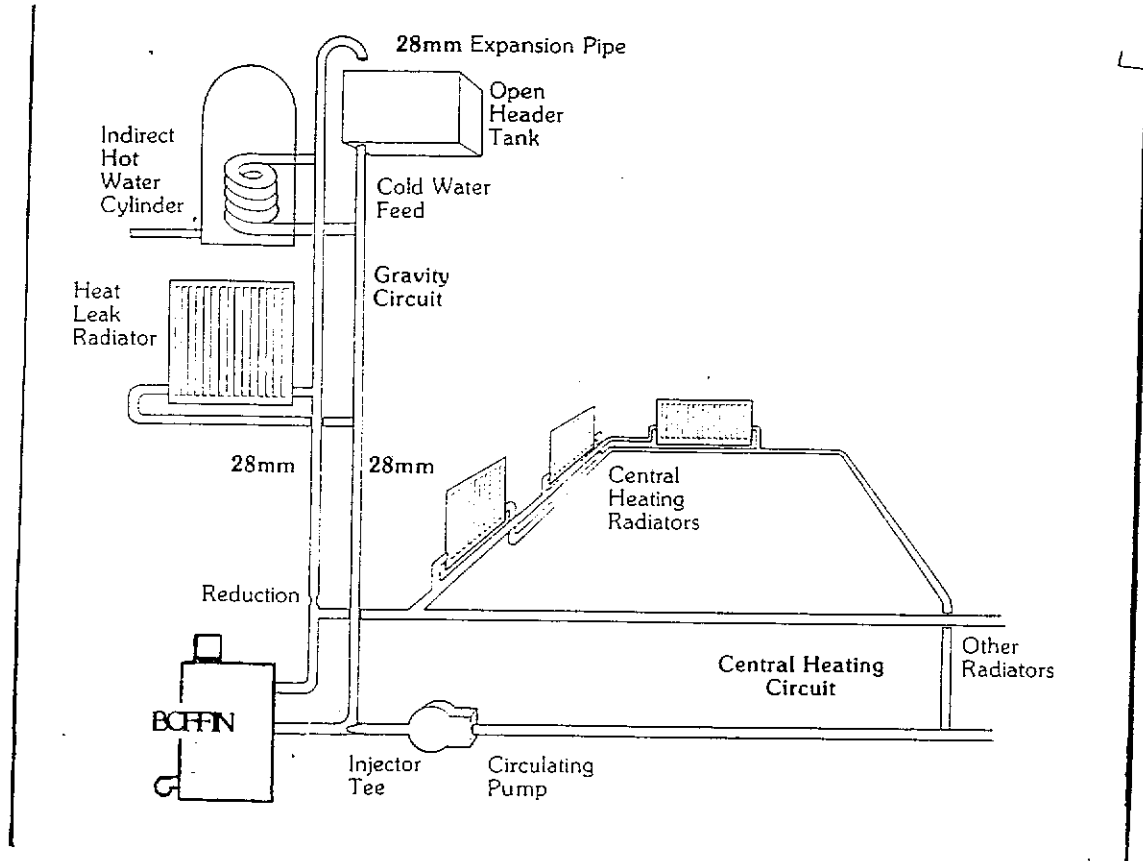 28mm Expansion Pipe
Open
Header
Tank
Indirect
Hot
Water
Cylinder
Cold Water
Feed
Gravity
Circuit
Heat
Leak
Radiator
28mm
28mm
Central
Heating
Radiators
Reduction
Other
Radiators
Central Heating
Circuit
BOFFIN
Injector
Tee
Circulating
Pump